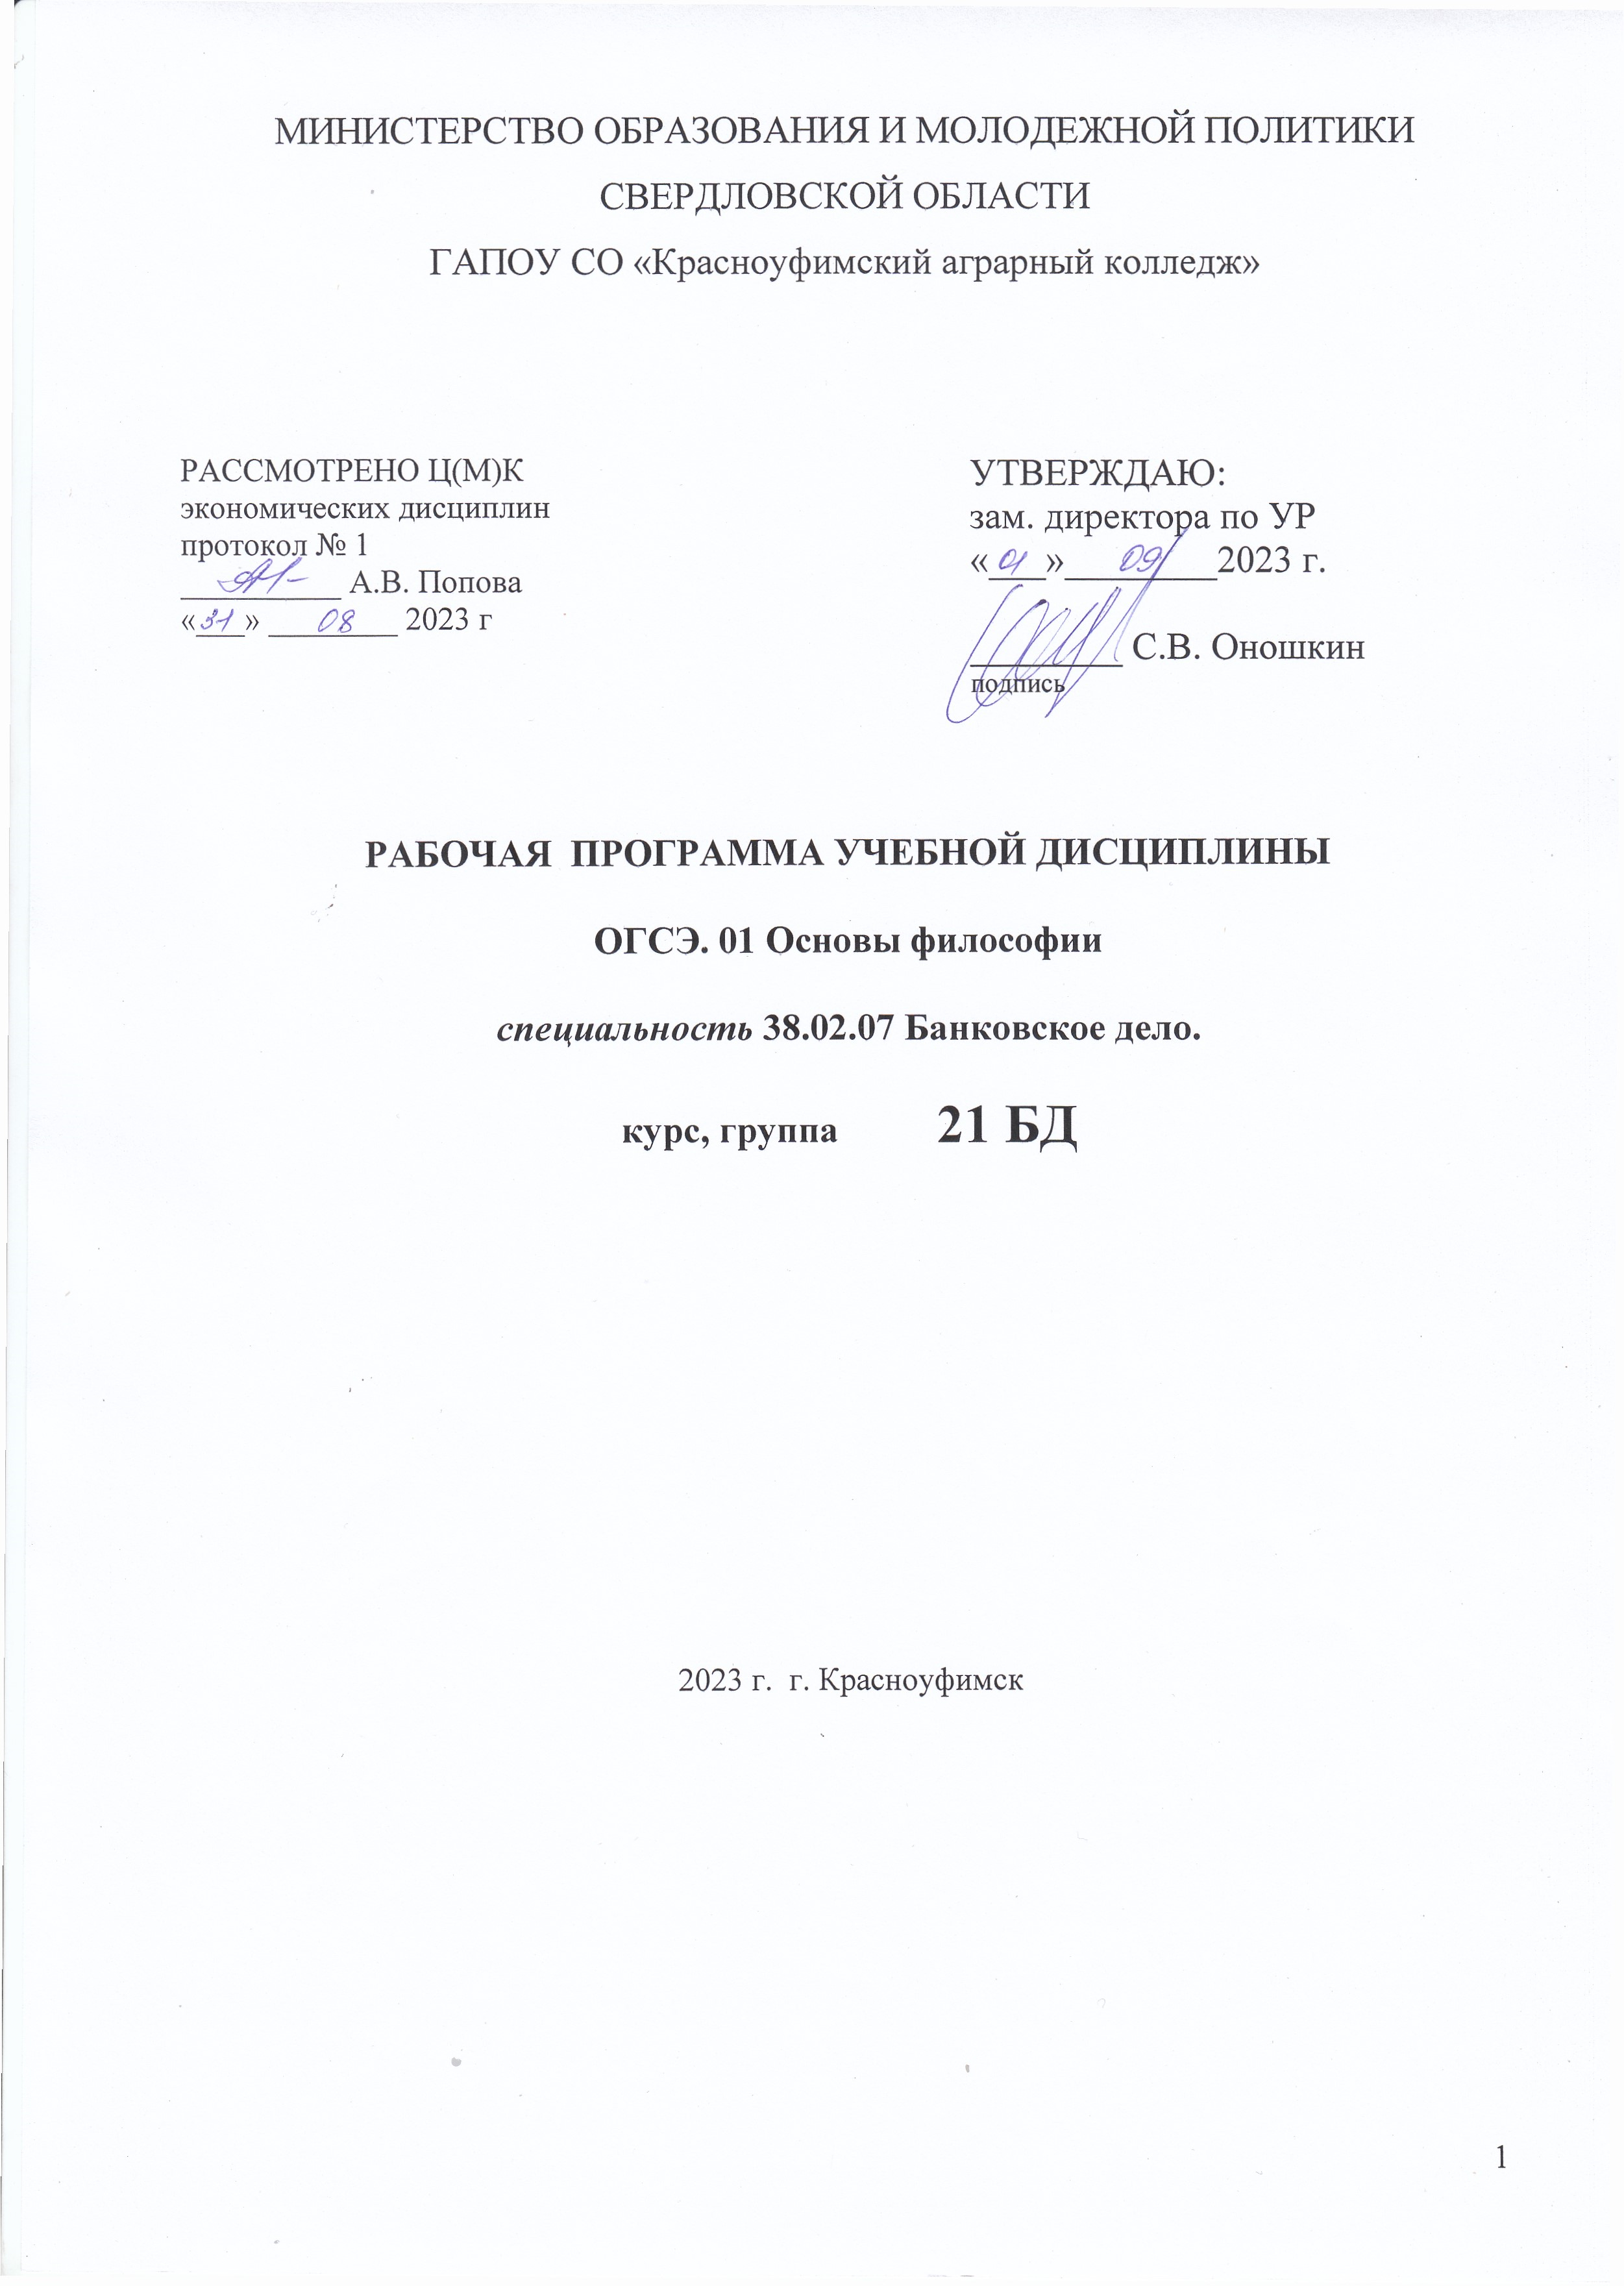 МИНИСТЕРСТВО ОБРАЗОВАНИЯ И МОЛОДЕЖНОЙ ПОЛИТИКИ
СВЕРДЛОВСКОЙ ОБЛАСТИ
ГАПОУ СО «Красноуфимский аграрный колледж»
РАССМОТРЕНО Ц(М)К
экономических дисциплин
протокол № 1
__________ А.В. Попова
«31» 08 2023 г
УТВЕРЖДАЮ:
зам. директора по УР
«01» 09 2023 г.
________ С.В. Оношкин
подпись
РАБОЧАЯ ПРОГРАММА УЧЕБНОЙ ДИСЦИПЛИНЫ
ОГСЭ. 01 Основы философии
специальность 38.02.07 Банковское дело.
курс, группа 21 БД
2023 г. г. Красноуфимск
1